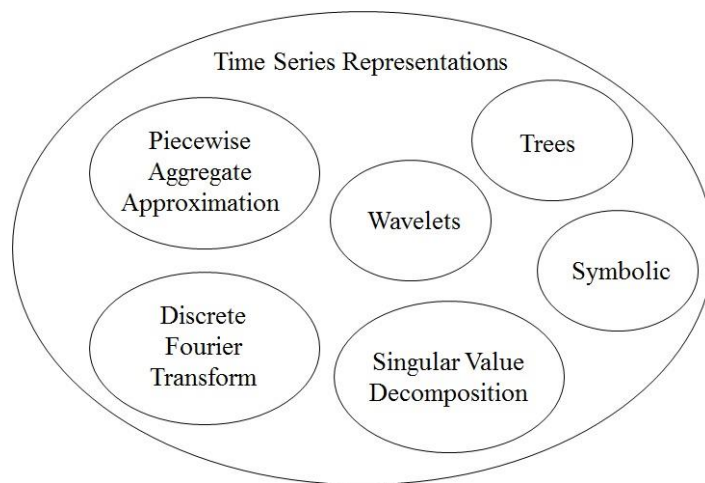 Time Series Representations
Piecewise
Aggregate
Approximation
Trees
Wavelets
Symbolic
Discrete
Fourier
Transform
Singular Value
Decomposition